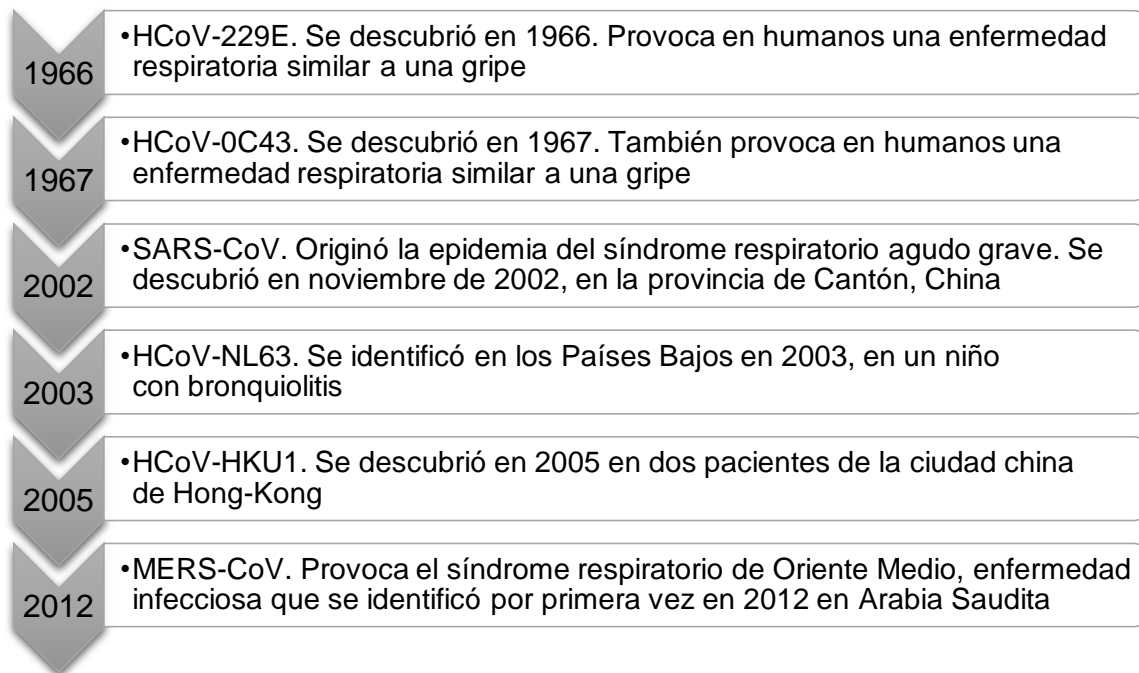 1966
•HCoV-229E. Se descubrió en 1966. Provoca en humanos una enfermedad
respiratoria similar a una gripe
1967
•HCoV-0C43. Se descubrió en 1967. También provoca en humanos una
enfermedad respiratoria similar a una gripe
2002
•SARS-CoV. Originó la epidemia del síndrome respiratorio agudo grave. Se
descubrió en noviembre de 2002, en la provincia de Cantón, China
2003
•HCoV-NL63. Se identificó en los Países Bajos en 2003, en un niño
con bronquiolitis
2005
•HCoV-HKU1. Se descubrió en 2005 en dos pacientes de la ciudad china
de Hong-Kong
2012
•MERS-CoV. Provoca el síndrome respiratorio de Oriente Medio, enfermedad
infecciosa que se identificó por primera vez en 2012 en Arabia Saudita